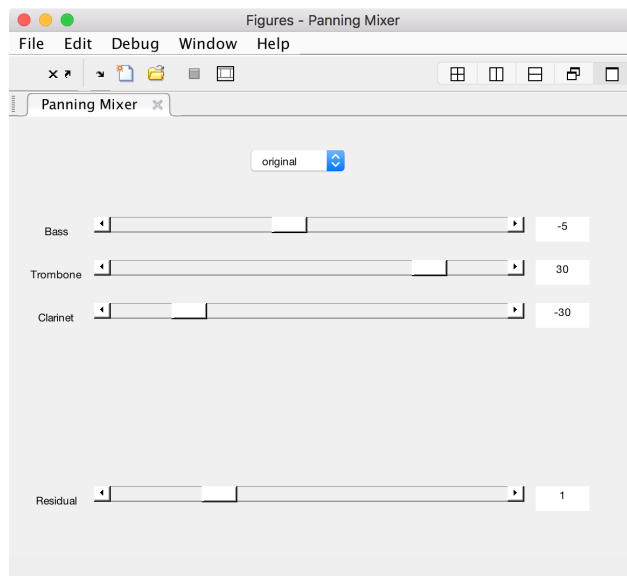 Figures - Panning Mixer
File Edit Debug Window Help
Panning Mixer
original
Bass -5
Trombone 30
Clarinet -30
Residual 1